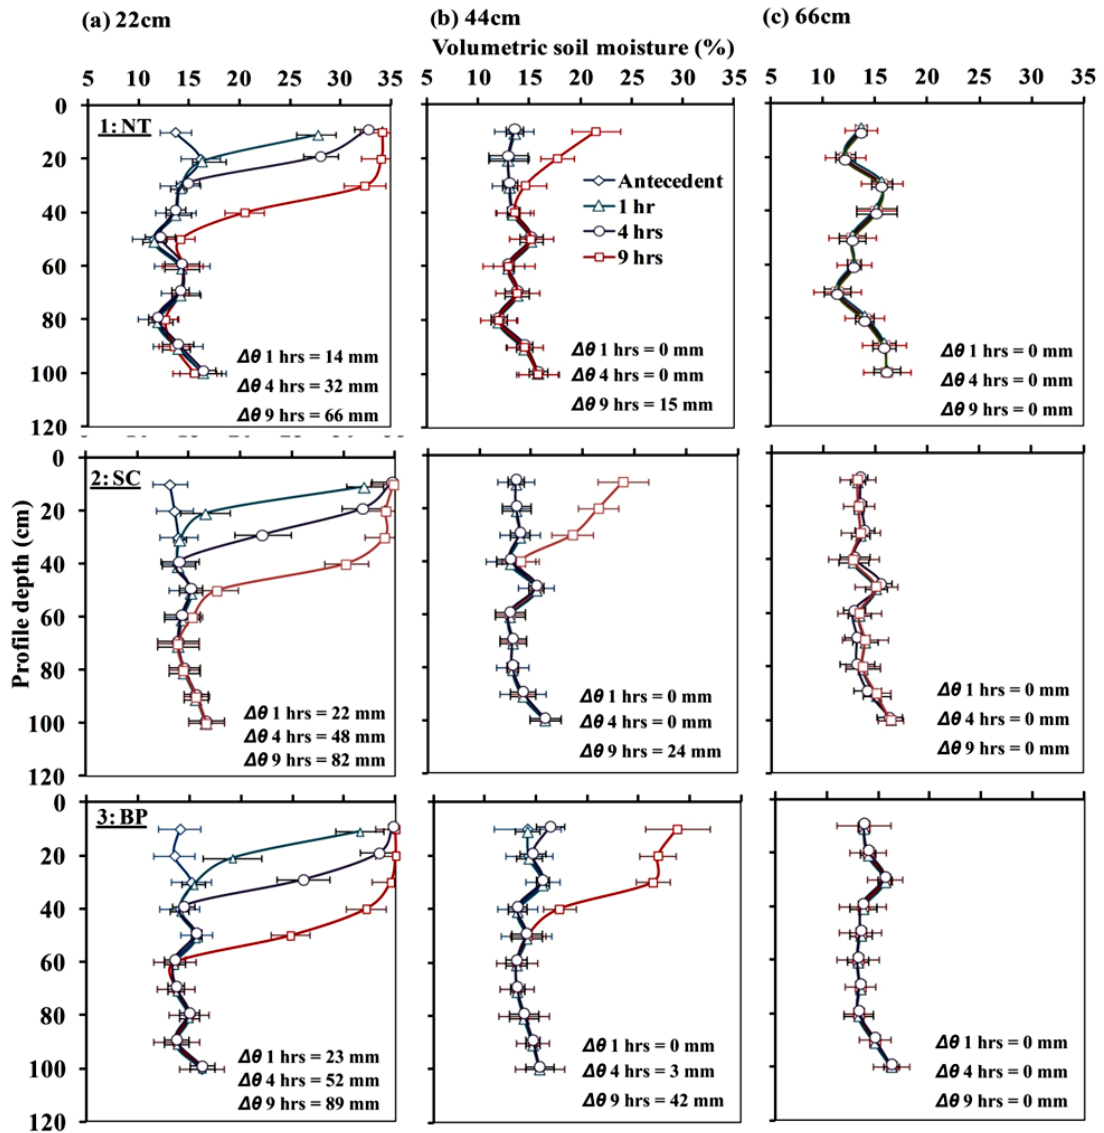 (a) 22cm (b) 44cm (c) 66cm
Volumetric soil moisture (%)
5 10 15 20 25 30 35 5 10 15 20 25 30 35 5 10 15 20 25 30 35
0
20
40
60
80
100
120
1: NT
Δθ 1 hrs = 14 mm
Δθ 4 hrs = 32 mm
Δθ 9 hrs = 66 mm
Antecedent
1 hr
4 hrs
9 hrs
Δθ 1 hrs = 0 mm
Δθ 4 hrs = 0 mm
Δθ 9 hrs = 15 mm
Δθ 1 hrs = 0 mm
Δθ 4 hrs = 0 mm
Δθ 9 hrs = 0 mm
Profile depth (cm)
0
20
40
60
80
100
120
2: SC
Δθ 1 hrs = 22 mm
Δθ 4 hrs = 48 mm
Δθ 9 hrs = 82 mm
Δθ 1 hrs = 0 mm
Δθ 4 hrs = 0 mm
Δθ 9 hrs = 24 mm
Δθ 1 hrs = 0 mm
Δθ 4 hrs = 0 mm
Δθ 9 hrs = 0 mm
0
20
40
60
80
100
120
3: BP
Δθ 1 hrs = 23 mm
Δθ 4 hrs = 52 mm
Δθ 9 hrs = 89 mm
Δθ 1 hrs = 0 mm
Δθ 4 hrs = 3 mm
Δθ 9 hrs = 42 mm
Δθ 1 hrs = 0 mm
Δθ 4 hrs = 0 mm
Δθ 9 hrs = 0 mm